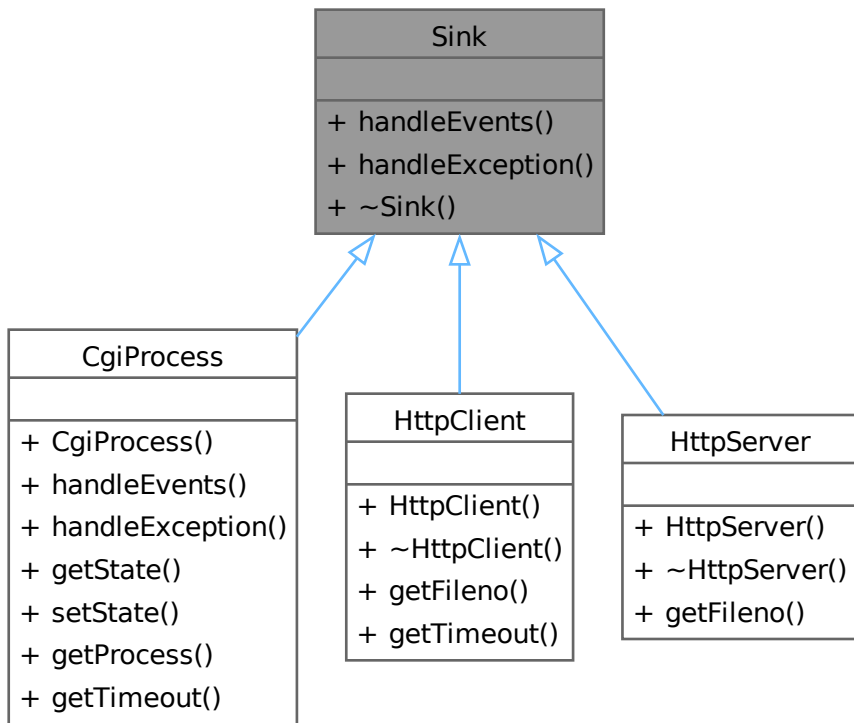 Sink
+ handleEvents()
+ handleException()
+ ~Sink()
CgiProcess
+ CgiProcess()
+ handleEvents()
+ handleException()
+ getState()
+ setState()
+ getProcess()
+ getTimeout()
HttpClient
+ HttpClient()
+ ~HttpClient()
+ getFileno()
+ getTimeout()
HttpServer
+ HttpServer()
+ ~HttpServer()
+ getFileno()